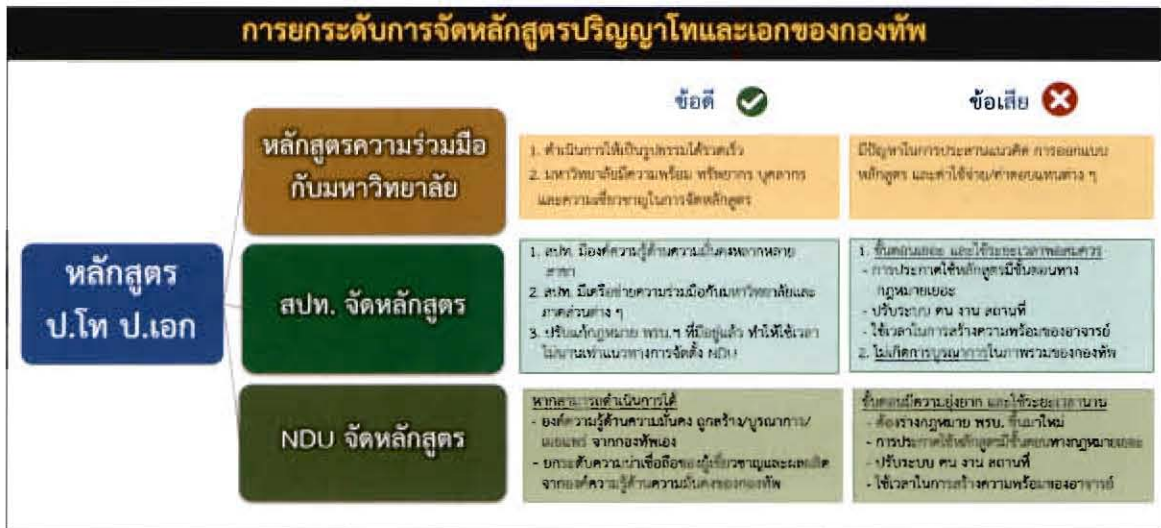 การยกระดับการจัดหลักสูตรปริญญาโทและเอกของกองทัพ
ข้อดี
ข้อเสีย
หลักสูตร
ป.โท ป.เอก
หลักสูตรความร่วมมือ
กับมหาวิทยาลัย
1. ดำเนินการให้เป็นรูปธรรมได้รวดเร็ว
2. มหาวิทยาลัยมีความพร้อม ทรัพยากร บุคลากร
และความเชี่ยวชาญในการจัดหลักสูตร
มีปัญหาในการประสานแนวคิด การออกแบบ
หลักสูตร และค่าใช้จ่าย/ค่าตอบแทนต่าง ๆ
สปท. จัดหลักสูตร
1. สปท. มีองค์ความรู้ด้านความมั่นคงหลากหลาย
สาขา
2. สปท. มีเครือข่ายความร่วมมือกับมหาวิทยาลัยและ
ภาคส่วนต่าง ๆ
3. ปรับแก้กฎหมาย พรบ.ฯ ที่มีอยู่แล้ว ทำให้ใช้เวลา
ไม่นานเท่าแนวทางการจัดตั้ง NDU
1. ขั้นตอนเยอะ และใช้ระยะเวลาพอสมควร
- การประกาศใช้หลักสูตรมีขั้นตอนทาง
กฎหมายเยอะ
- ปรับระบบ คน งาน สถานที่
- ใช้เวลาในการสร้างความพร้อมของอาจารย์
2. ไม่เกิดการบูรณาการในภาพรวมของกองทัพ
NDU จัดหลักสูตร
หากสามารถดำเนินการได้
- องค์ความรู้ด้านความมั่นคง ถูกสร้าง/บูรณาการ/
เผยแพร่ จากกองทัพเอง
- ยกระดับความน่าเชื่อถือของผู้เชี่ยวชาญและผลผลิต
จากองค์ความรู้ด้านความมั่นคงของกองทัพ
ขั้นตอนมีความยุ่งยาก และใช้ระยะเวลานาน
- ต้องร่างกฎหมาย พรบ. ขึ้นมาใหม่
- การประกาศใช้หลักสูตรมีขั้นตอนทางกฎหมายเยอะ
- ปรับระบบ คน งาน สถานที่
- ใช้เวลาในการสร้างความพร้อมของอาจารย์